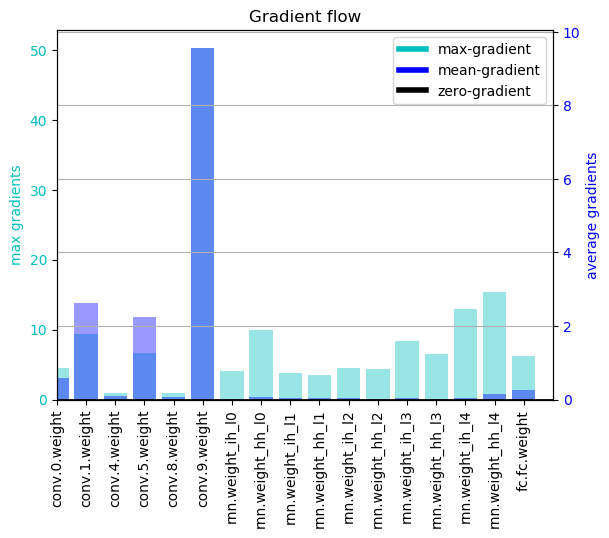 Gradient flow
max-gradient
mean-gradient
zero-gradient
50
40
30
20
10
0
max gradients
10
8
6
4
2
0
average gradients
conv.0.weight
conv.1.weight
conv.4.weight
conv.5.weight
conv.8.weight
conv.9.weight
rnn.weight_ih_l0
rnn.weight_hh_l0
rnn.weight_ih_l1
rnn.weight_hh_l1
rnn.weight_ih_l2
rnn.weight_hh_l2
rnn.weight_ih_l3
rnn.weight_hh_l3
rnn.weight_ih_l4
rnn.weight_hh_l4
fc.fc.weight